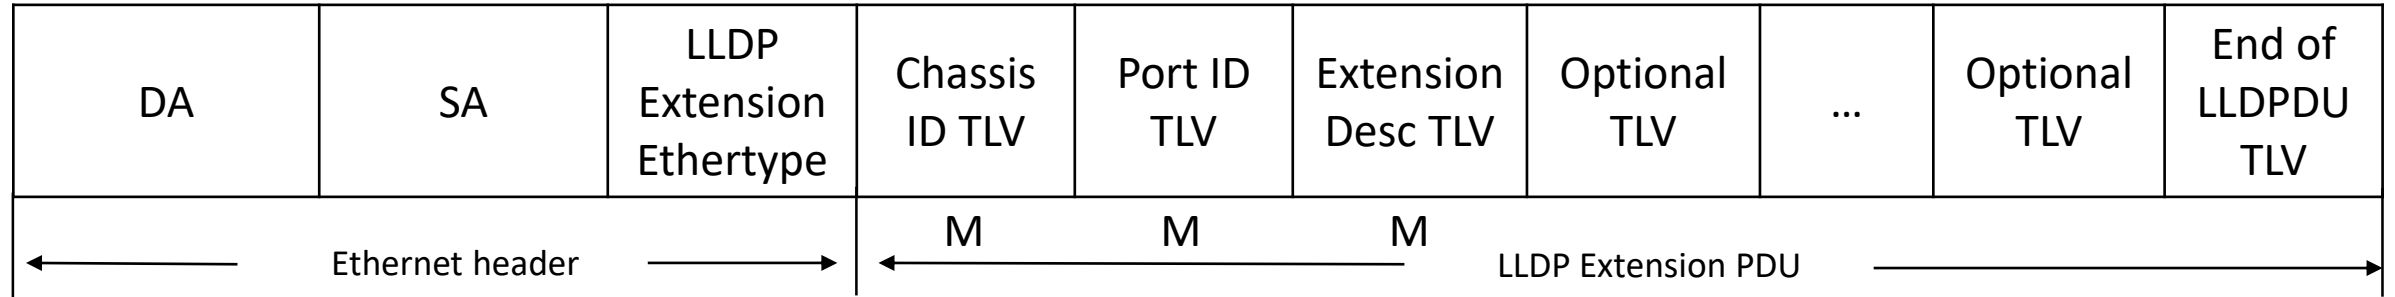 DA
SA
LLDP
Extension
Ethertype
Chassis
ID TLV
Port ID
TLV
Extension
Desc TLV
Optional
TLV
...
Optional
TLV
End of
LLDPDU
TLV
M
M
M
Ethernet header
LLDP Extension PDU